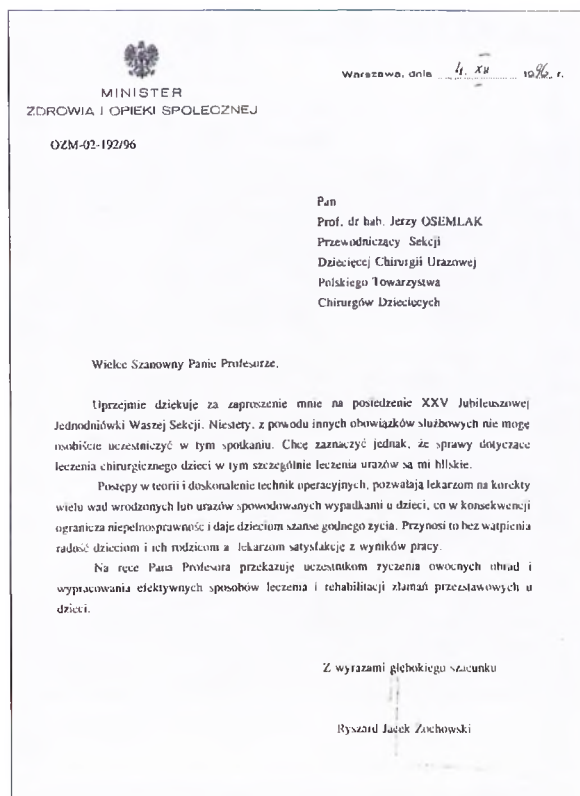 MINISTER
ZDROWIA I OPIEKI SPOŁECZNEJ
Warszawa, dnia 4. XII 1996 r.
OZM-02-192/96
Pan
Prof. dr hab. Jerzy OSEMLAK
Przewodniczący Sekcji
Dziecięcej Chirurgii Urazowej
Polskiego Towarzystwa
Chirurgów Dziecięcych
Wielce Szanowny Panie Profesorze,
Uprzejmie dziękuję za zaproszenie mnie na posiedzenie XXV Jubileuszowej
Jednodniówki Waszej Sekcji. Niestety, z powodu innych obowiązków służbowych nie mogę
osobiście uczestniczyć w tym spotkaniu. Chcę zaznaczyć jednak, że sprawy dotyczące
leczenia chirurgicznego dzieci w tym szczególnie leczenia urazów są mi bliskie.
Postępy w teorii i doskonalenie technik operacyjnych, pozwalają lekarzom na korekty
wielu wad wrodzonych lub urazów spowodowanych wypadkami u dzieci, co w konsekwencji
ogranicza niepełnosprawność i daje dzieciom szanse godnego życia. Przynosi to bez wątpienia
radość dzieciom i ich rodzicom a lekarzom satysfakcję z wyników pracy.
Na ręce Pana Profesora przekazuję uczestnikom życzenia owocnych obrad i
wypracowania efektywnych sposobów leczenia i rehabilitacji złamań przezstawowych u
dzieci.
Z wyrazami głębokiego szacunku
Ryszard Jacek Żochowski